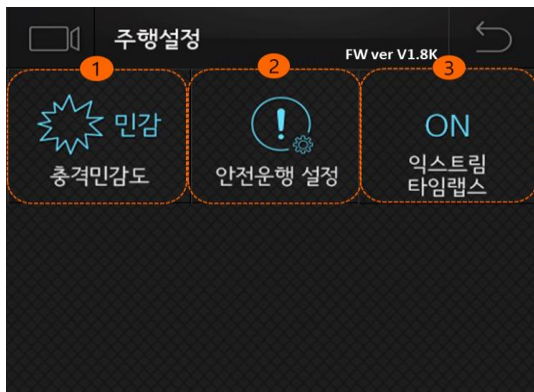 주행설정
FW ver V1.8K
1
2
3
민감
충격민감도
안전운행 설정
ON
익스트림
타임랩스